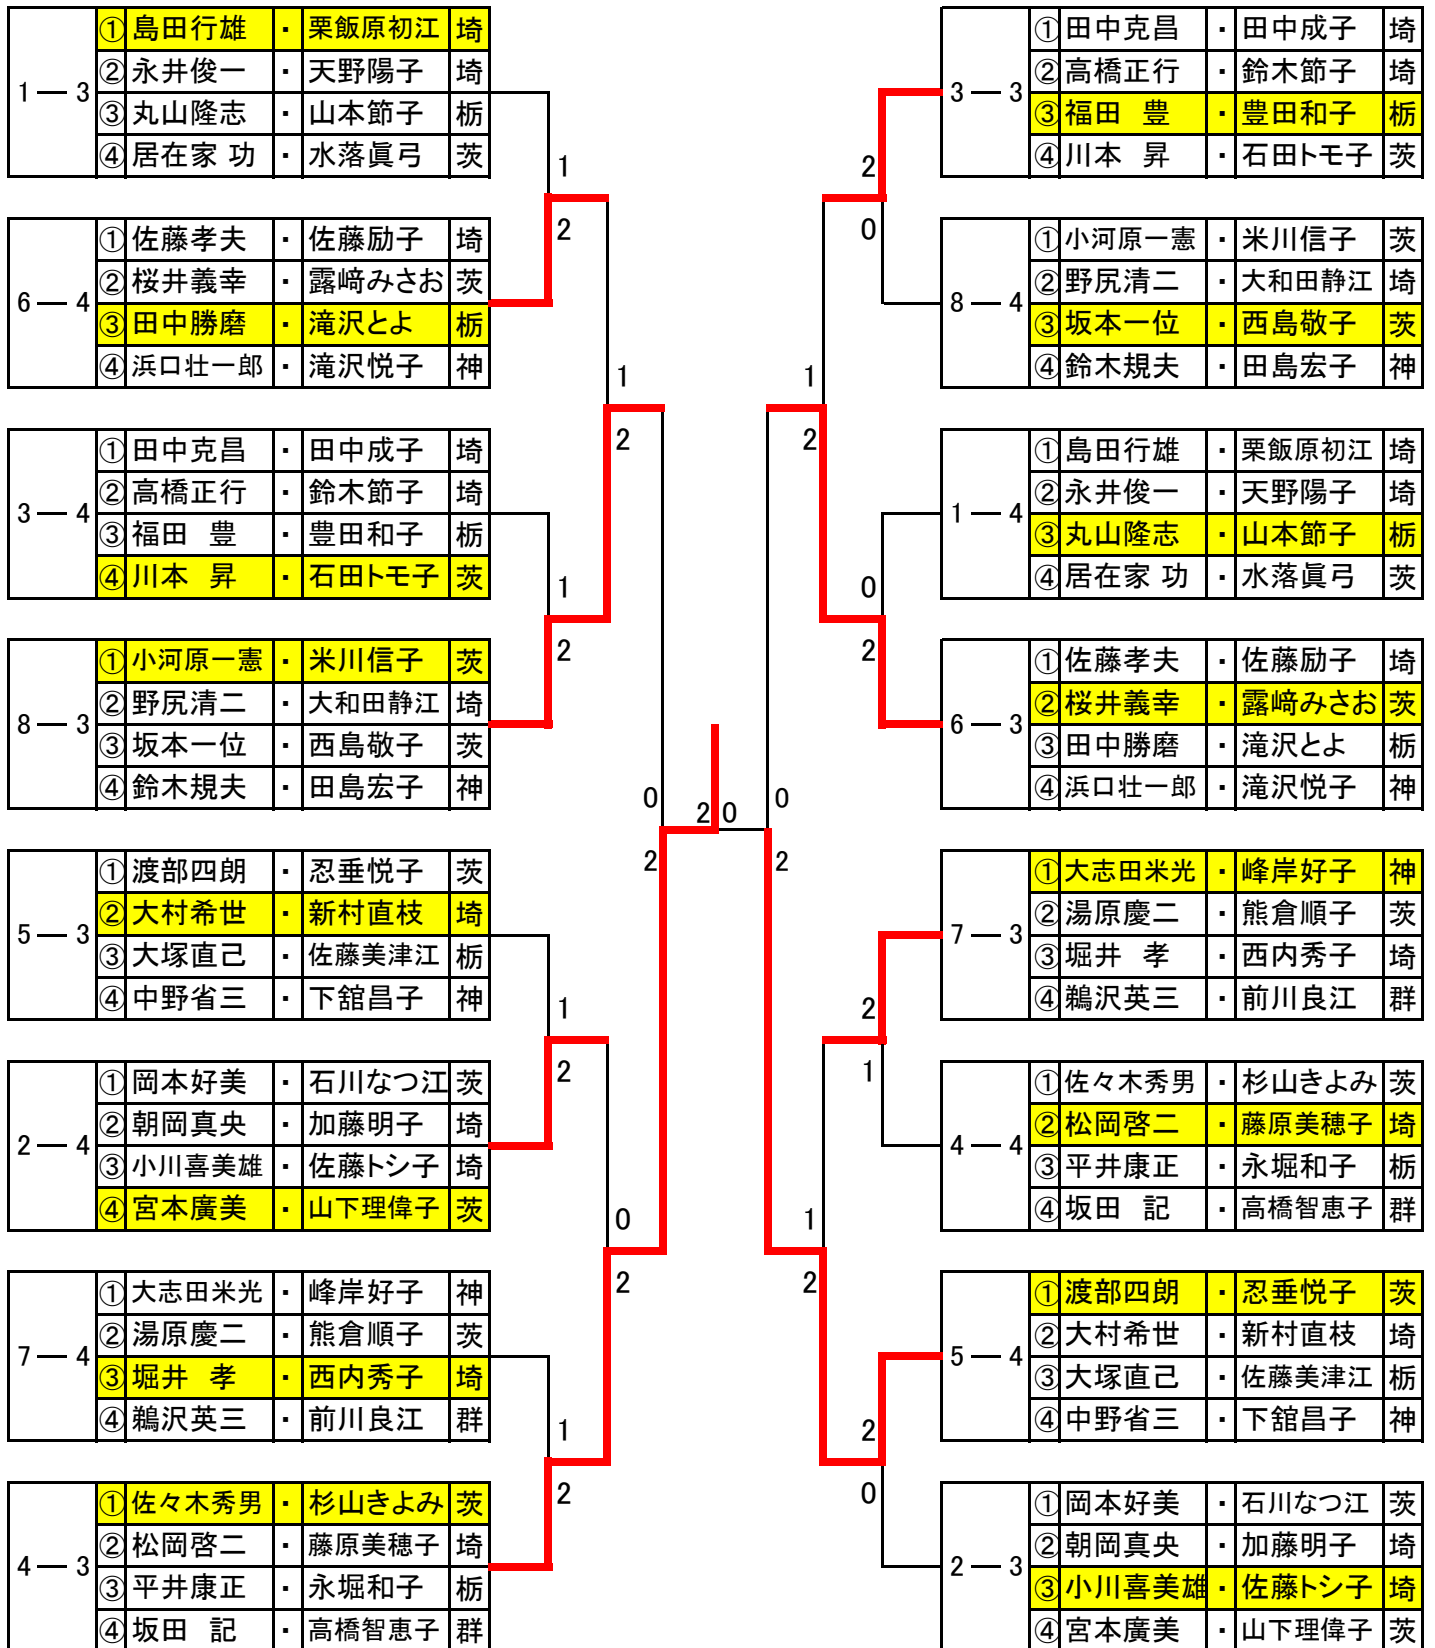 1 — 3
① 島田行雄 ・ 栗飯原初江 埼
② 永井俊一 ・ 天野陽子 埼
③ 丸山隆志 ・ 山本節子 栃
④ 居在家 功 ・ 水落眞弓 茨
6 — 4
① 佐藤孝夫 ・ 佐藤励子 埼
② 桜井義幸 ・ 露﨑みさお 茨
③ 田中勝磨 ・ 滝沢とよ 栃
④ 浜口壮一郎 ・ 滝沢悦子 神
3 — 4
① 田中克昌 ・ 田中成子 埼
② 高橋正行 ・ 鈴木節子 埼
③ 福田 豊 ・ 豊田和子 栃
④ 川本 昇 ・ 石田トモ子 茨
8 — 3
① 小河原一憲 ・ 米川信子 茨
② 野尻清二 ・ 大和田静江 埼
③ 坂本一位 ・ 西島敬子 茨
④ 鈴木規夫 ・ 田島宏子 神
5 — 3
① 渡部四朗 ・ 忍垂悦子 茨
② 大村希世 ・ 新村直枝 埼
③ 大塚直己 ・ 佐藤美津江 栃
④ 中野省三 ・ 下舘昌子 神
2 — 4
① 岡本好美 ・ 石川なつ江 茨
② 朝岡真央 ・ 加藤明子 埼
③ 小川喜美雄 ・ 佐藤トシ子 埼
④ 宮本廣美 ・ 山下理偉子 茨
7 — 4
① 大志田米光 ・ 峰岸好子 神
② 湯原慶二 ・ 熊倉順子 茨
③ 堀井 孝 ・ 西内秀子 埼
④ 鵜沢英三 ・ 前川良江 群
4 — 3
① 佐々木秀男 ・ 杉山きよみ 茨
② 松岡啓二 ・ 藤原美穂子 埼
③ 平井康正 ・ 永堀和子 栃
④ 坂田 記 ・ 高橋智恵子 群
1
2
1
2
1
2
1
2
0
2
1
2
0
2
2 0
0
2
2
0
1
2
0
2
2
1
1
2
2
0
3 — 3
① 田中克昌 ・ 田中成子 埼
② 高橋正行 ・ 鈴木節子 埼
③ 福田 豊 ・ 豊田和子 栃
④ 川本 昇 ・ 石田トモ子 茨
8 — 4
① 小河原一憲 ・ 米川信子 茨
② 野尻清二 ・ 大和田静江 埼
③ 坂本一位 ・ 西島敬子 茨
④ 鈴木規夫 ・ 田島宏子 神
1 — 4
① 島田行雄 ・ 栗飯原初江 埼
② 永井俊一 ・ 天野陽子 埼
③ 丸山隆志 ・ 山本節子 栃
④ 居在家 功 ・ 水落眞弓 茨
6 — 3
① 佐藤孝夫 ・ 佐藤励子 埼
② 桜井義幸 ・ 露﨑みさお 茨
③ 田中勝磨 ・ 滝沢とよ 栃
④ 浜口壮一郎 ・ 滝沢悦子 神
7 — 3
① 大志田米光 ・ 峰岸好子 神
② 湯原慶二 ・ 熊倉順子 茨
③ 堀井 孝 ・ 西内秀子 埼
④ 鵜沢英三 ・ 前川良江 群
4 — 4
① 佐々木秀男 ・ 杉山きよみ 茨
② 松岡啓二 ・ 藤原美穂子 埼
③ 平井康正 ・ 永堀和子 栃
④ 坂田 記 ・ 高橋智恵子 群
5 — 4
① 渡部四朗 ・ 忍垂悦子 茨
② 大村希世 ・ 新村直枝 埼
③ 大塚直己 ・ 佐藤美津江 栃
④ 中野省三 ・ 下舘昌子 神
2 — 3
① 岡本好美 ・ 石川なつ江 茨
② 朝岡真央 ・ 加藤明子 埼
③ 小川喜美雄 ・ 佐藤トシ子 埼
④ 宮本廣美 ・ 山下理偉子 茨